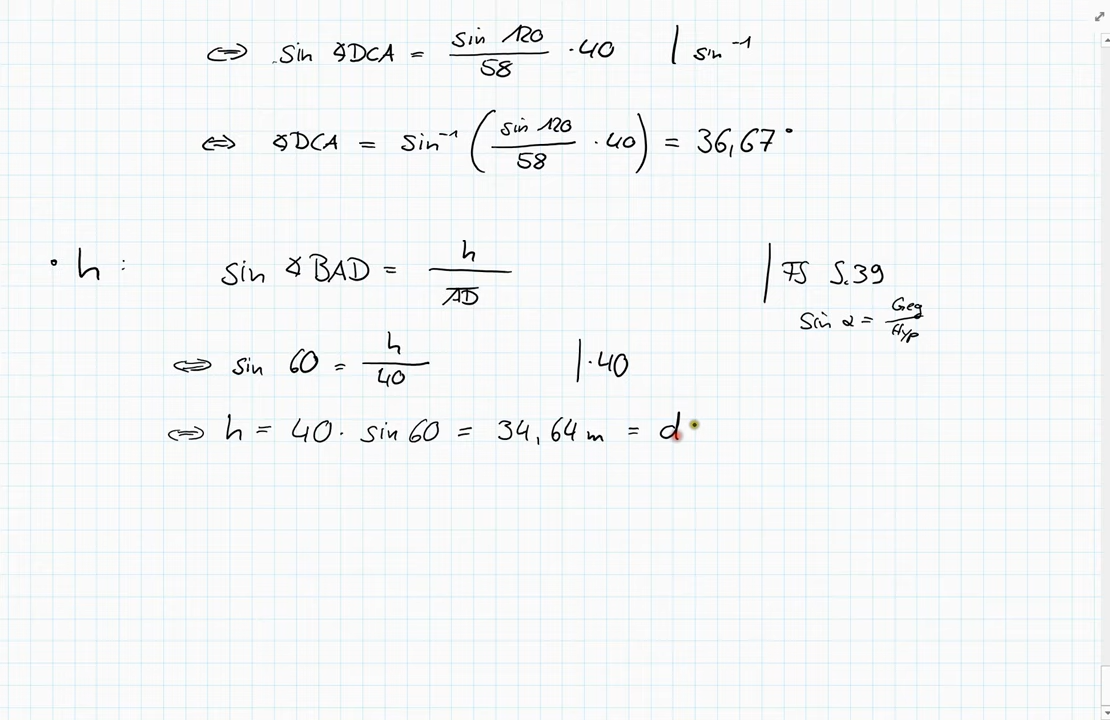 ⇔ sin ∢DCA = sin 120/58 · 40 | sin⁻¹
⇔ ∢DCA = sin⁻¹ (sin 120/58 · 40) = 36,67°
• h : sin ∢BAD = h/A̅D̅ | FS S.39
sin α = Geg/Hyp
⇔ sin 60 = h/40 | · 40
⇔ h = 40 · sin 60 = 34,64 m = d